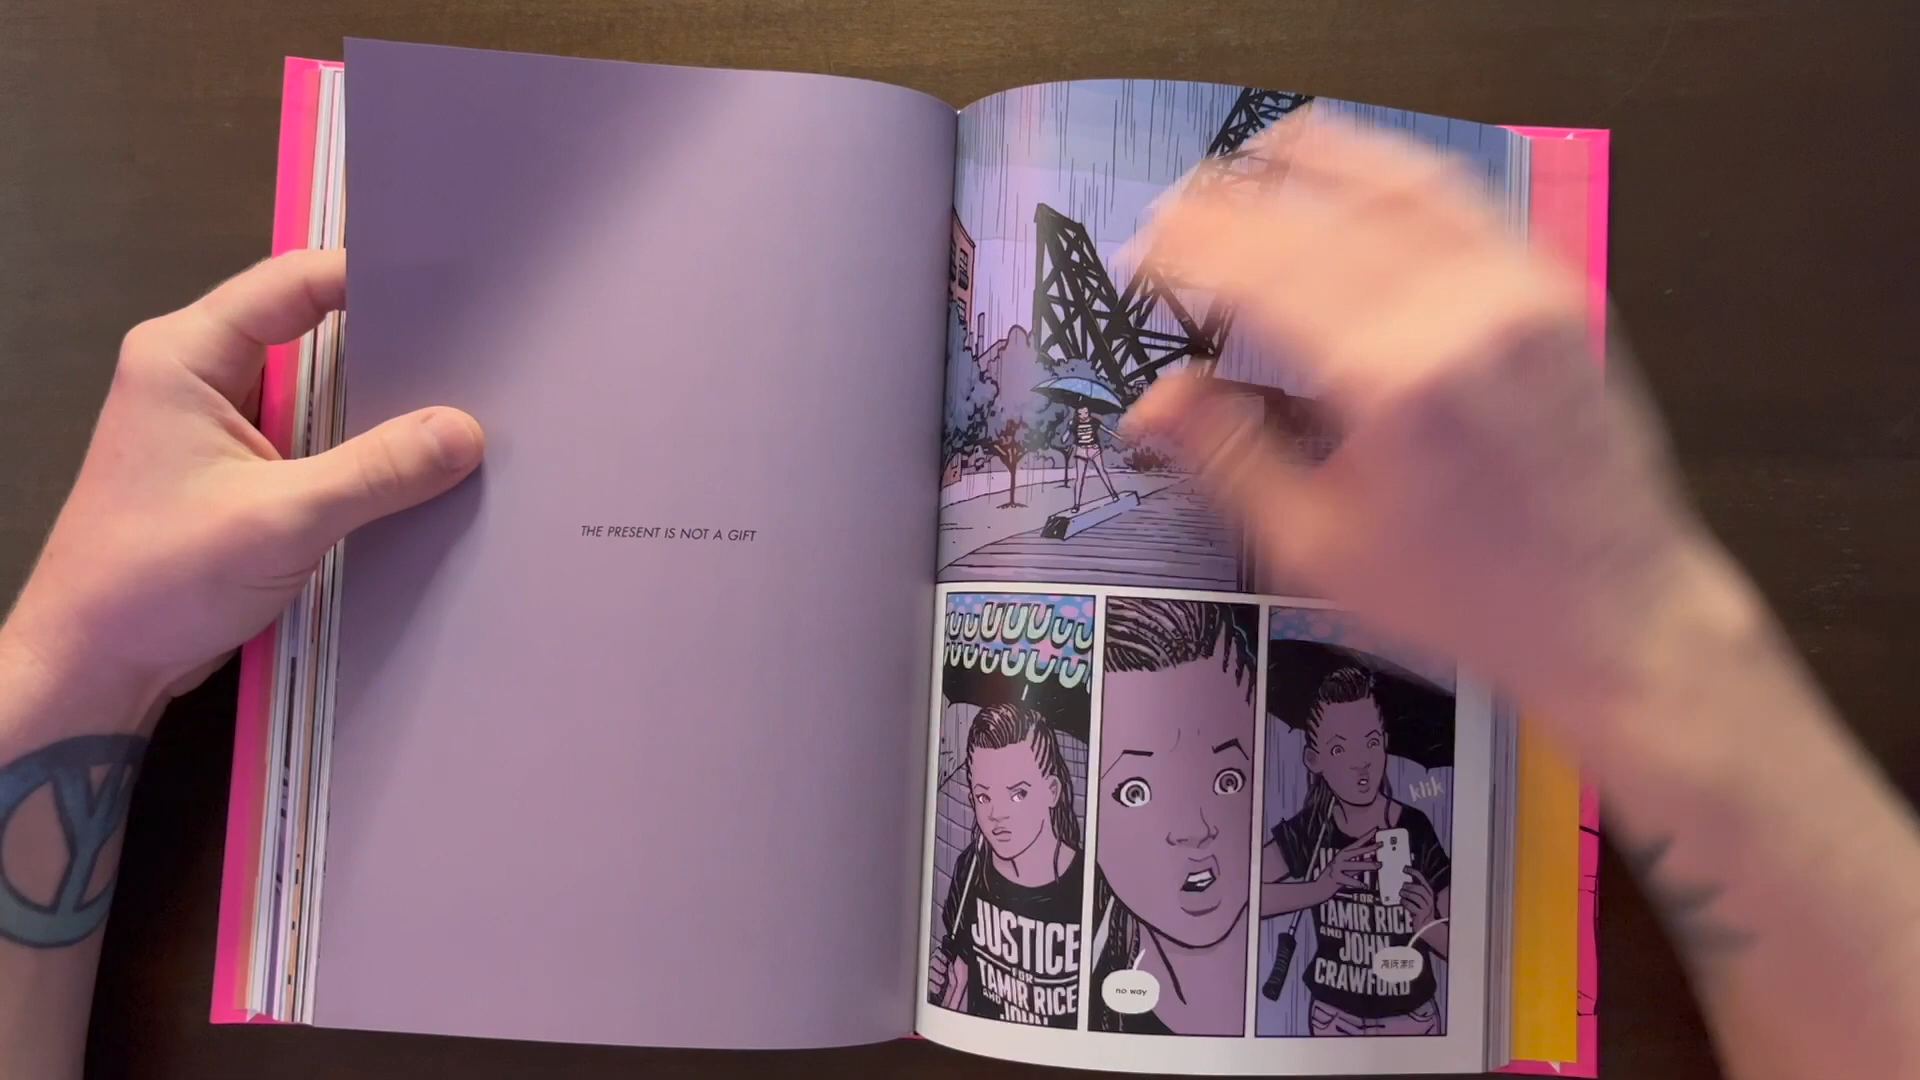 THE PRESENT IS NOT A GIFT
JUSTICE
FOR
TAMIR RICE
AND JOHN
no way
klik
FOR
TAMIR RICE
AND
JOHN
CRAWFORD